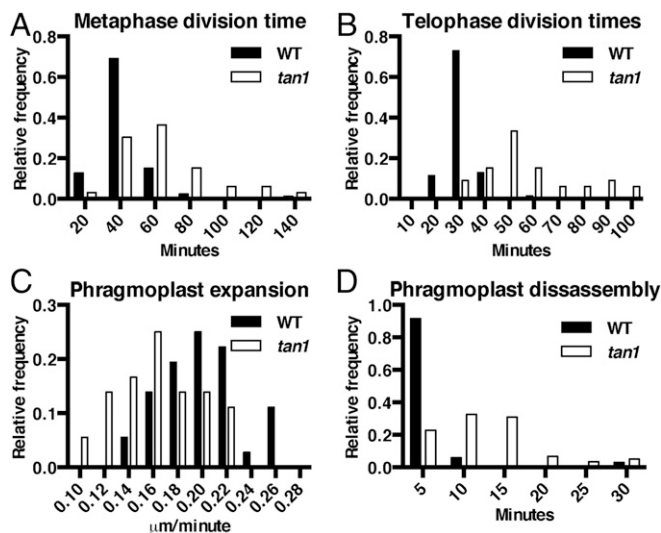 A
Metaphase division time
Relative frequency
0.8
0.6
0.4
0.2
0.0
WT
tan1
20 40 60 80 100 120 140
Minutes
B
Telophase division times
Relative frequency
0.8
0.6
0.4
0.2
0.0
WT
tan1
10 20 30 40 50 60 70 80 90 100
Minutes
C
Phragmoplast expansion
Relative frequency
0.3
0.2
0.1
0.0
WT
tan1
0.10 0.12 0.14 0.16 0.18 0.20 0.22 0.24 0.26 0.28
μm/minute
D
Phragmoplast dissassembly
Relative frequency
1.0
0.8
0.6
0.4
0.2
0.0
WT
tan1
5 10 15 20 25 30
Minutes